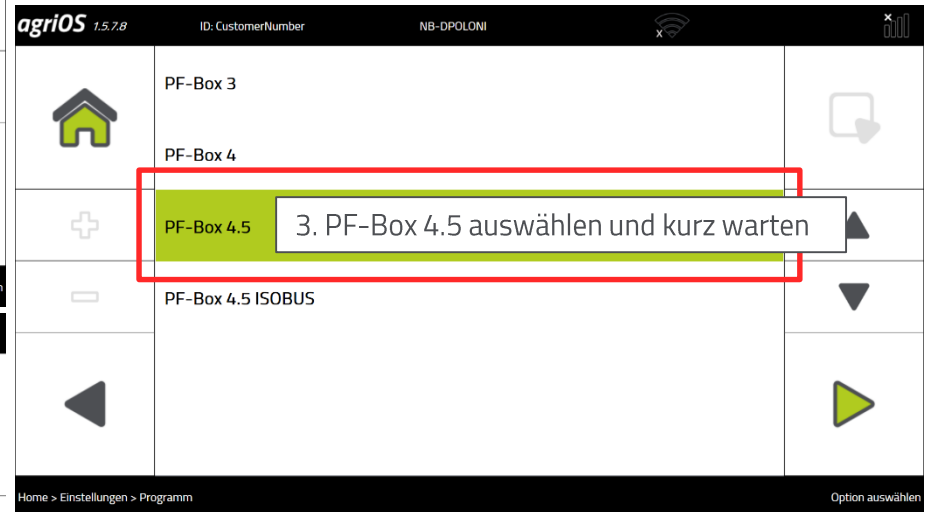 agriOS 1.5.7.8
ID: CustomerNumber
NB-DPOLONI
x
x
PF-Box 3
PF-Box 4
PF-Box 4.5
3. PF-Box 4.5 auswählen und kurz warten
PF-Box 4.5 ISOBUS
Home > Einstellungen > Programm
Option auswählen